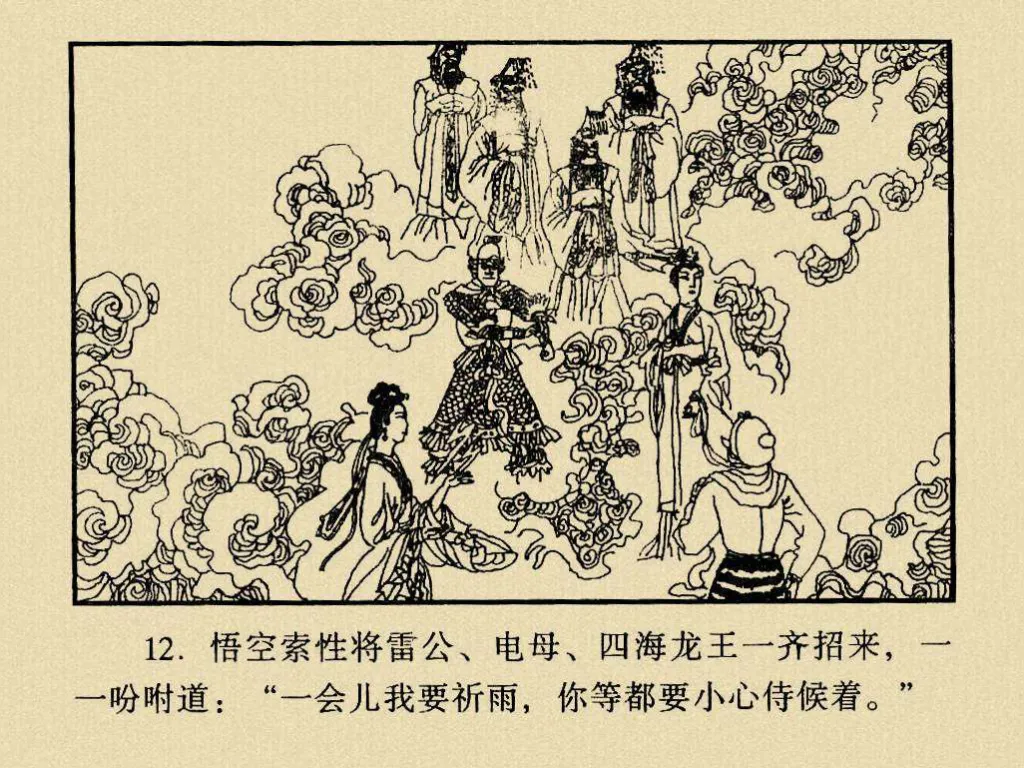 12. 悟空索性将雷公、电母、四海龙王一齐招来，一
一吩咐道：“一会儿我要祈雨，你等都要小心侍候着。”